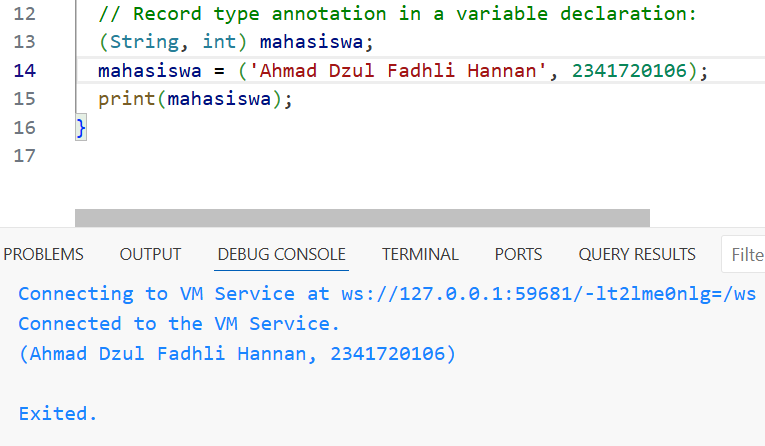 12 // Record type annotation in a variable declaration:
13 (String, int) mahasiswa;
14 mahasiswa = ('Ahmad Dzul Fadhli Hannan', 2341720106);
15 print(mahasiswa);
16 }
17
PROBLEMS OUTPUT DEBUG CONSOLE TERMINAL PORTS QUERY RESULTS Filte
Connecting to VM Service at ws://127.0.0.1:59681/-lt2lme0nlg=/ws
Connected to the VM Service.
(Ahmad Dzul Fadhli Hannan, 2341720106)
Exited.